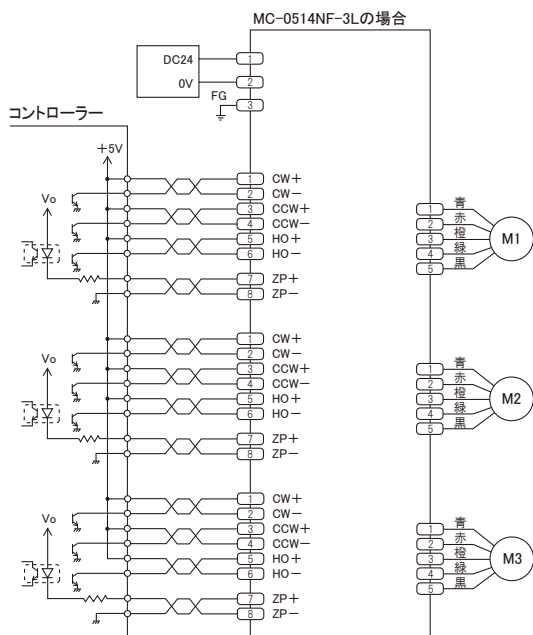 MC-0514NF-3Lの場合
DC24
1
0V
2
FG
3
コントローラー
+5V
Vo
1 CW+
2 CW-
3 CCW+
4 CCW-
5 HO+
6 HO-
7 ZP+
8 ZP-
1 青
2 赤
3 橙
4 緑
5 黒
M1
Vo
1 CW+
2 CW-
3 CCW+
4 CCW-
5 HO+
6 HO-
7 ZP+
8 ZP-
1 青
2 赤
3 橙
4 緑
5 黒
M2
Vo
1 CW+
2 CW-
3 CCW+
4 CCW-
5 HO+
6 HO-
7 ZP+
8 ZP-
1 青
2 赤
3 橙
4 緑
5 黒
M3